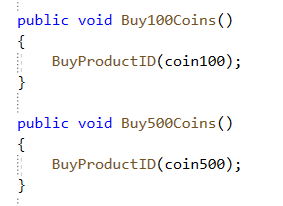 public void Buy100Coins()
{
    BuyProductID(coin100);
}
public void Buy500Coins()
{
    BuyProductID(coin500);
}